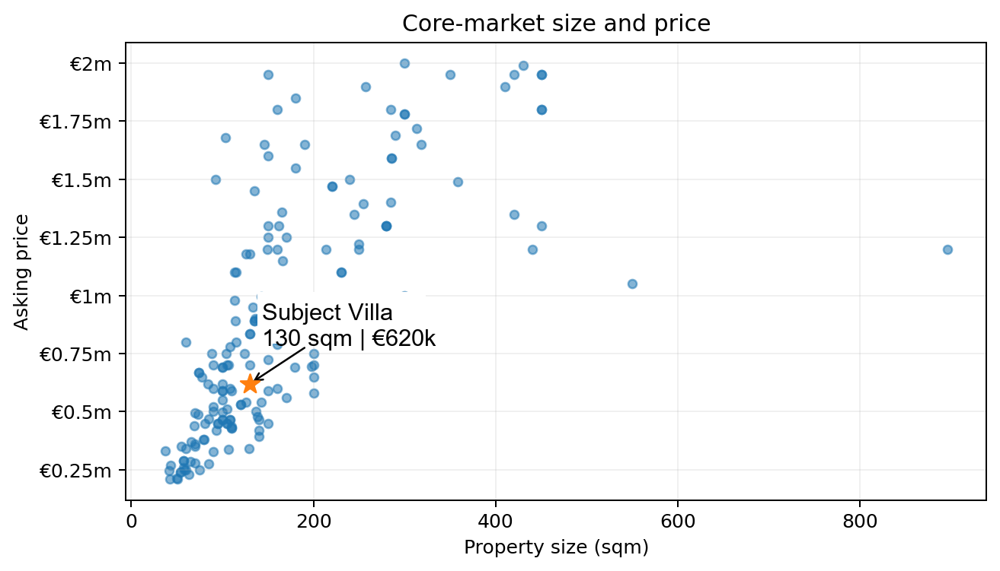 Core-market size and price
€2m
€1.75m
€1.5m
€1.25m
€1m
€0.75m
€0.5m
€0.25m
Asking price
Subject Villa
130 sqm | €620k
0 200 400 600 800
Property size (sqm)